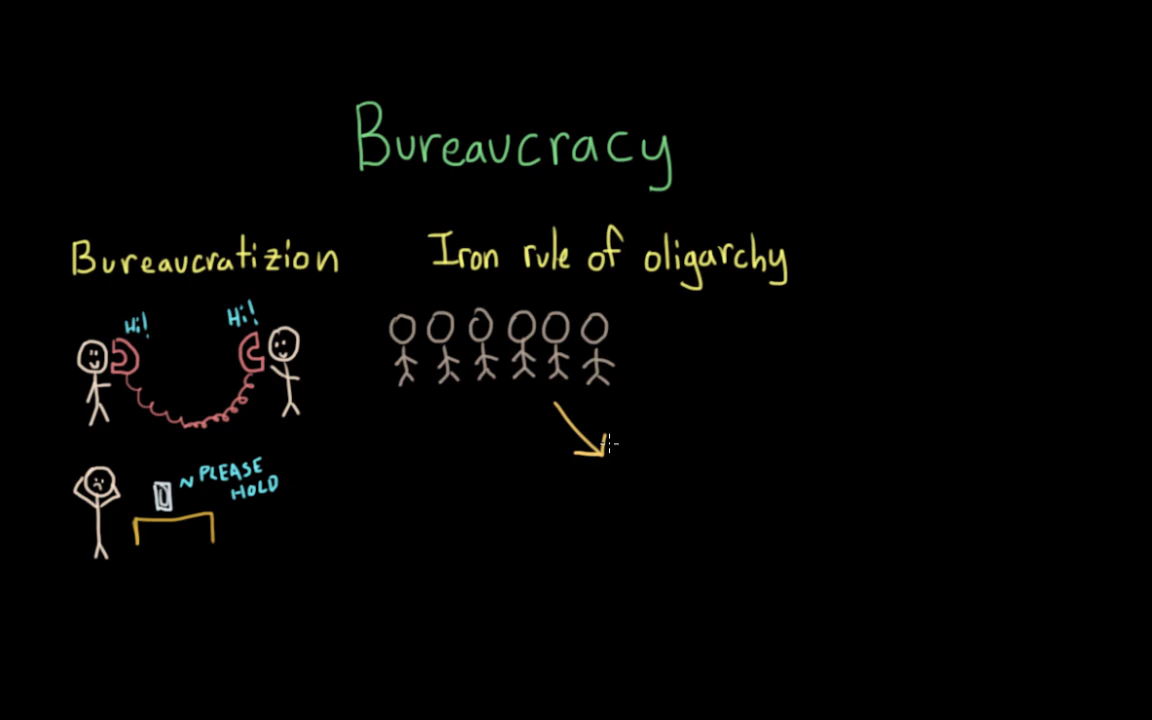 Bureaucracy
Bureaucratizion
Iron rule of oligarchy
Hi!
Hi!
~ PLEASE
HOLD